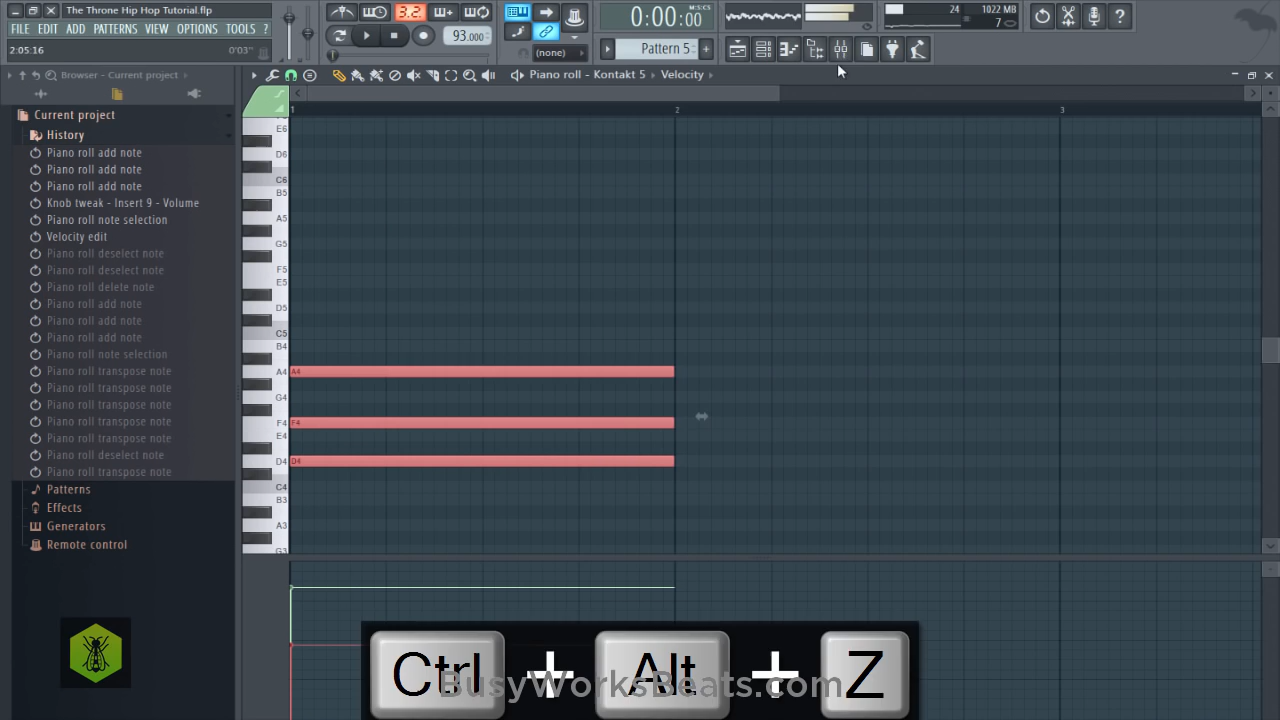 The Throne Hip Hop Tutorial.flp
FILE EDIT ADD PATTERNS VIEW OPTIONS TOOLS ?
2:05:16 0'03"
3.2.
93.000
(none)
0:00:00
M:S:CS
Pattern 5
24 1022 MB
7
Browser - Current project
Piano roll - Kontakt 5 Velocity
Current project
History
Piano roll add note
Piano roll add note
Piano roll add note
Knob tweak - Insert 9 - Volume
Piano roll note selection
Velocity edit
Piano roll deselect note
Piano roll deselect note
Piano roll delete note
Piano roll add note
Piano roll add note
Piano roll add note
Piano roll note selection
Piano roll transpose note
Piano roll transpose note
Piano roll transpose note
Piano roll transpose note
Piano roll transpose note
Piano roll deselect note
Piano roll transpose note
Patterns
Effects
Generators
Remote control
1 2 3
E6
D6
C6
B5
A5
G5
F5
E5
D5
C5
B4
A4 A4
G4
F4 F4
E4
D4 D4
C4
B3
A3
G3
Ctrl + Alt + Z
BusyWorksBeats.com